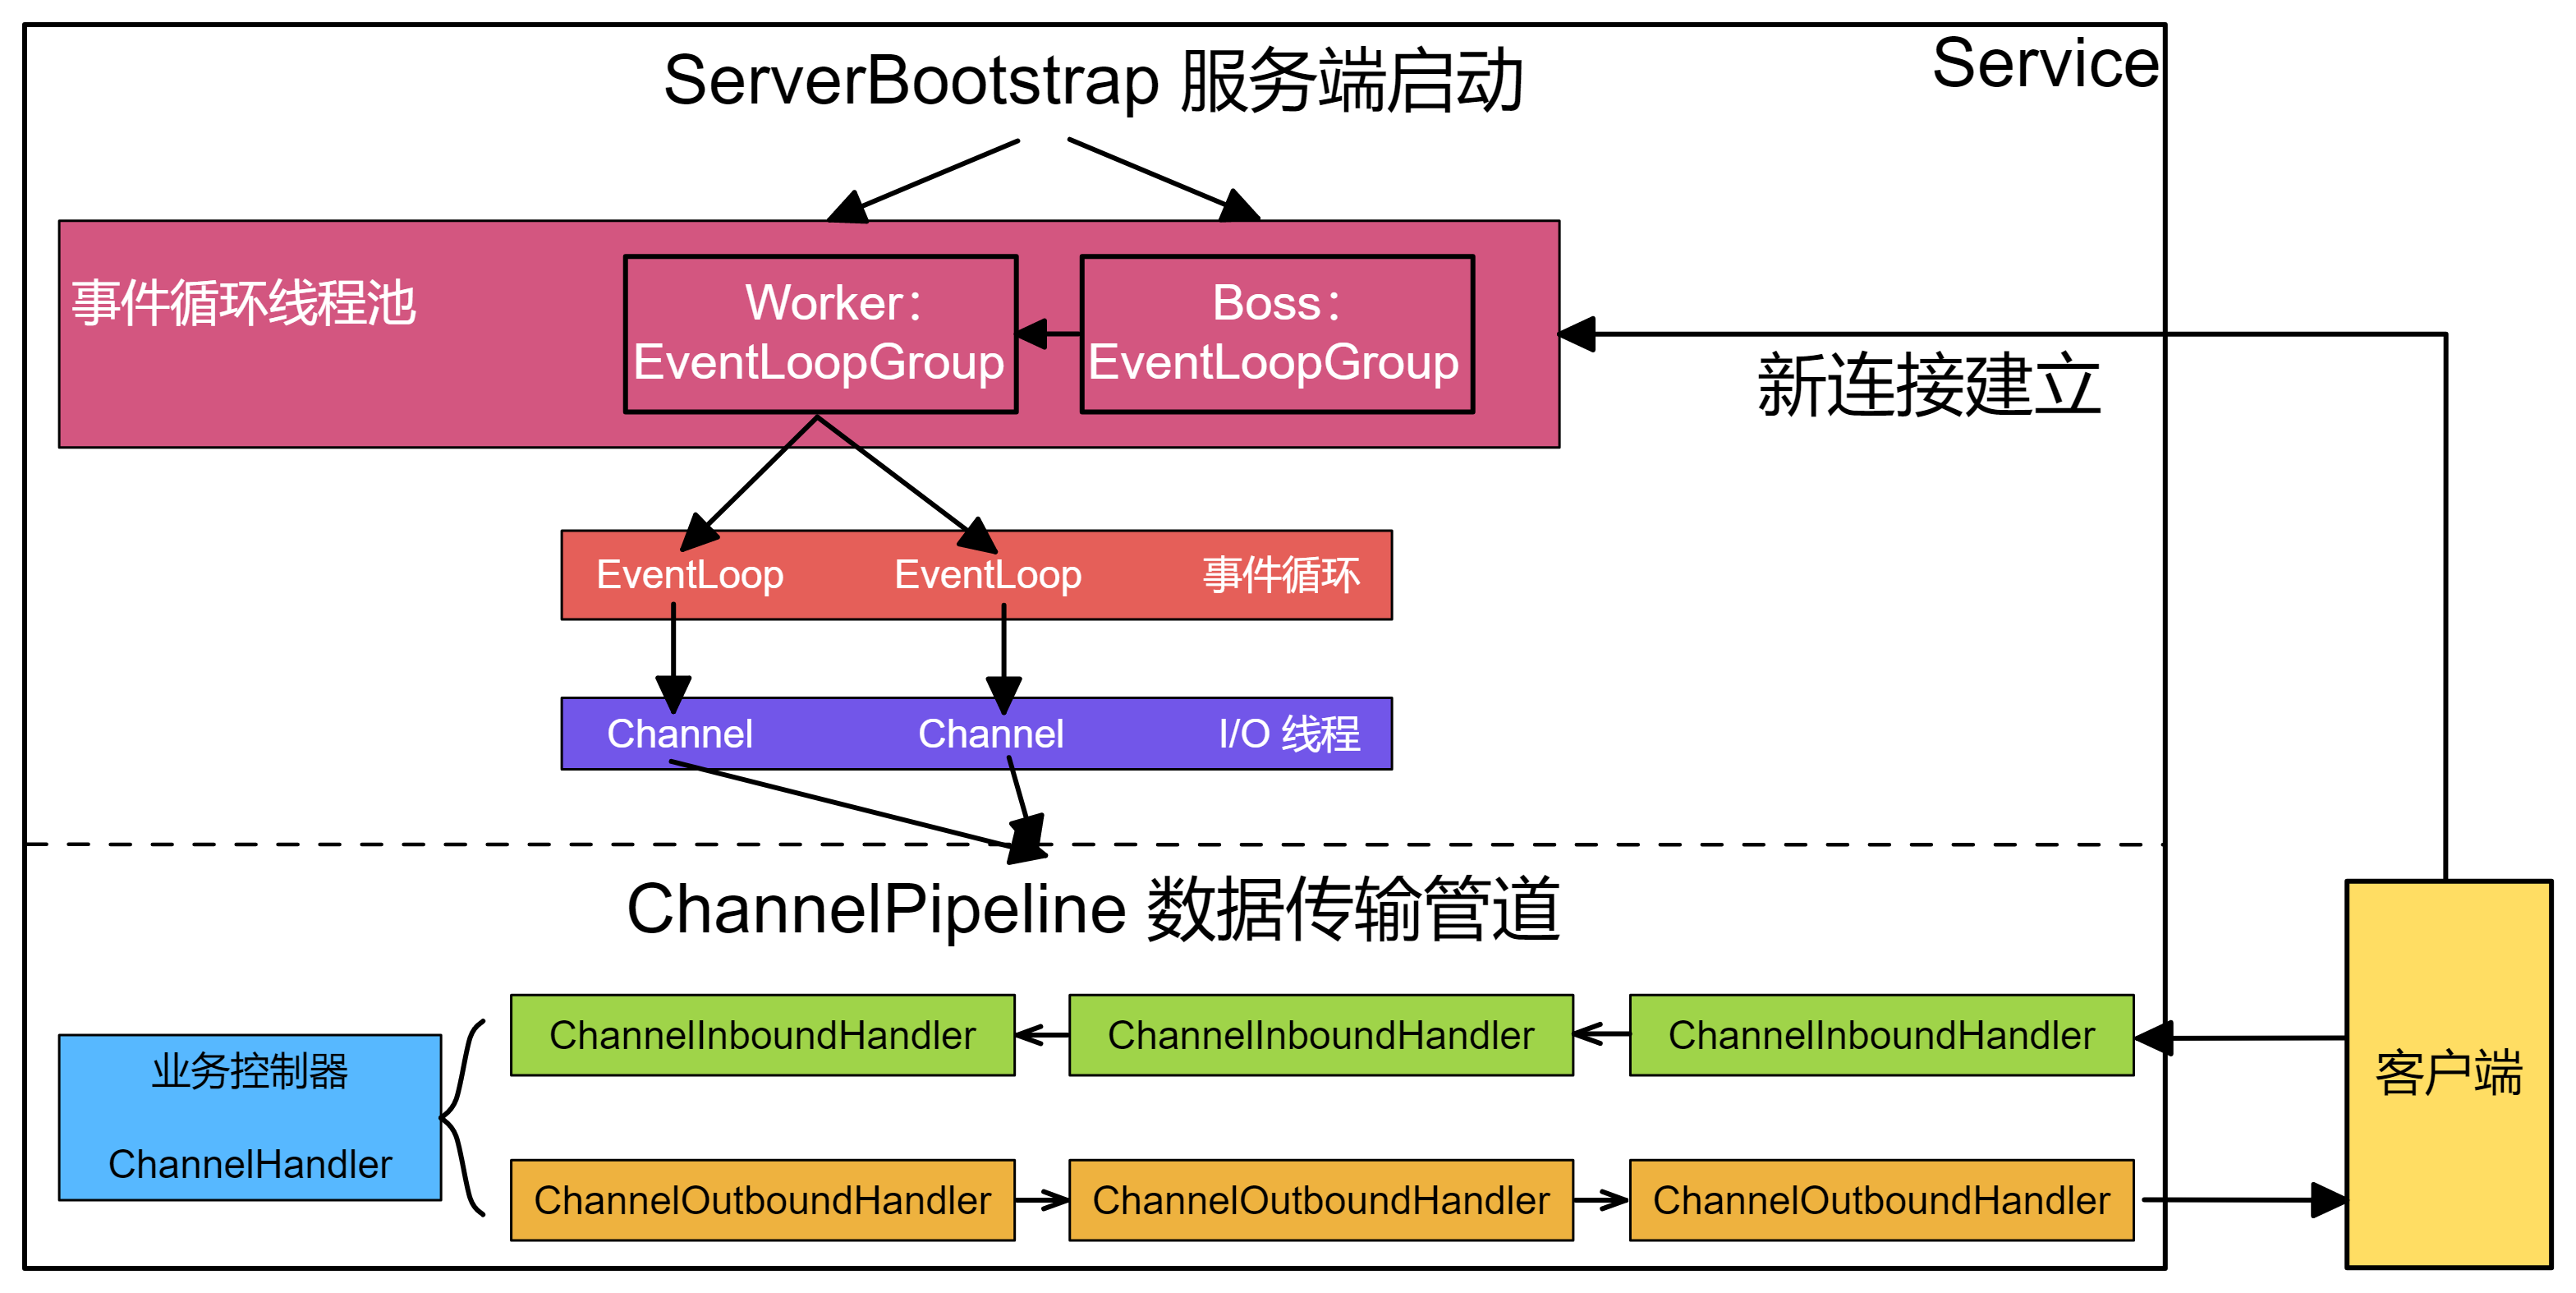 ServerBootstrap 服务端启动
Service
事件循环线程池
Worker：
EventLoopGroup
Boss：
EventLoopGroup
新连接建立
EventLoop
EventLoop
事件循环
Channel
Channel
I/O 线程
ChannelPipeline 数据传输管道
业务控制器
ChannelHandler
ChannelInboundHandler
ChannelInboundHandler
ChannelInboundHandler
ChannelOutboundHandler
ChannelOutboundHandler
ChannelOutboundHandler
客户端